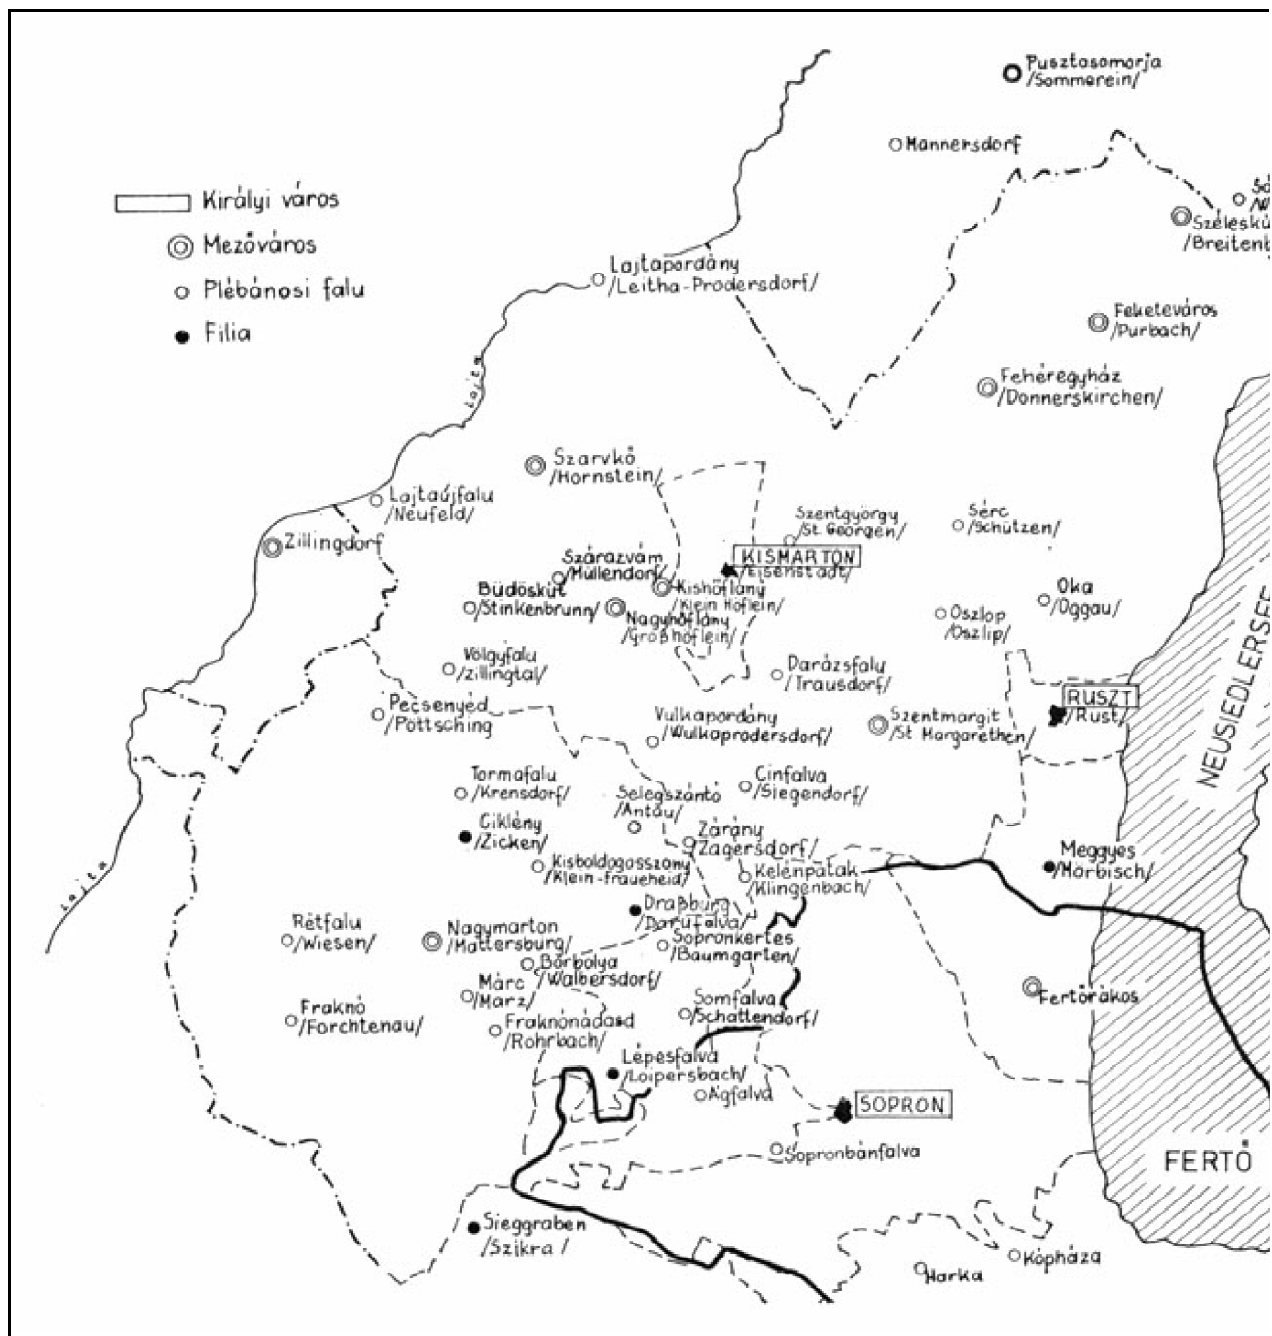 Pusztasomorja
/Sommerein/
Mannersdorf
Királyi város
Mezőváros
Plébánosi falu
Filia
Szélesk
/Breitenb
Lajtapordány
/Leitha-Prodersdorf/
Feketeváros
/Purbach/
Fehéregyház
/Donnerskirchen/
Lajta
Szarvkő
/Hornstein/
Lajtaújfalu
/Neufeld/
Zillingdorf
Szentgyörgy
/St. Georgen/
Sérc
/Schützen/
KISMARTON
/Eisenstadt/
Szárazvám
/Müllendorf/
Büdöskút
/Stinkenbrunn/
Kishöflány
/Klein Höflein/
Nagyhöflány
/Großhöflein/
Oka
/Oggau/
Oszlop
/Oszlip/
NEUSIEDLERSEE
Völgyfalu
/Zillingtal/
Darázsfalu
/Trausdorf/
RUSZT
/Rust/
Pecsenyéd
/Pöttsching
Vulkapordány
/Wulkaprodersdorf/
Szentmargit
/St Margarethen/
Tormafalu
/Krensdorf/
Selegszántó
/Antau/
Cinfalva
/Siegendorf/
Ciklény
/Zicken/
Zárány
/Zagersdorf/
Kisboldogasszony
/Klein-fraueheid/
Kelénpatak
/Klingenbach/
Meggyes
/Mörbisch/
Lajta
Draßburg
/Darufalva/
Rétfalu
/Wiesen/
Nagymarton
/Mattersburg/
Sopronkertes
/Baumgarten/
Borbolya
/Walbersdorf/
Márc
/Marz/
Fertőrákos
Fraknó
/Forchtenau/
Somfalva
/Schattendorf/
Fraknónádasd
/Rohrbach/
Lépesfalva
/Loipersbach/
Ágfalva
SOPRON
Sopronbánfalva
FERTŐ
Sieggraben
/Szikra /
Harka
Kópháza